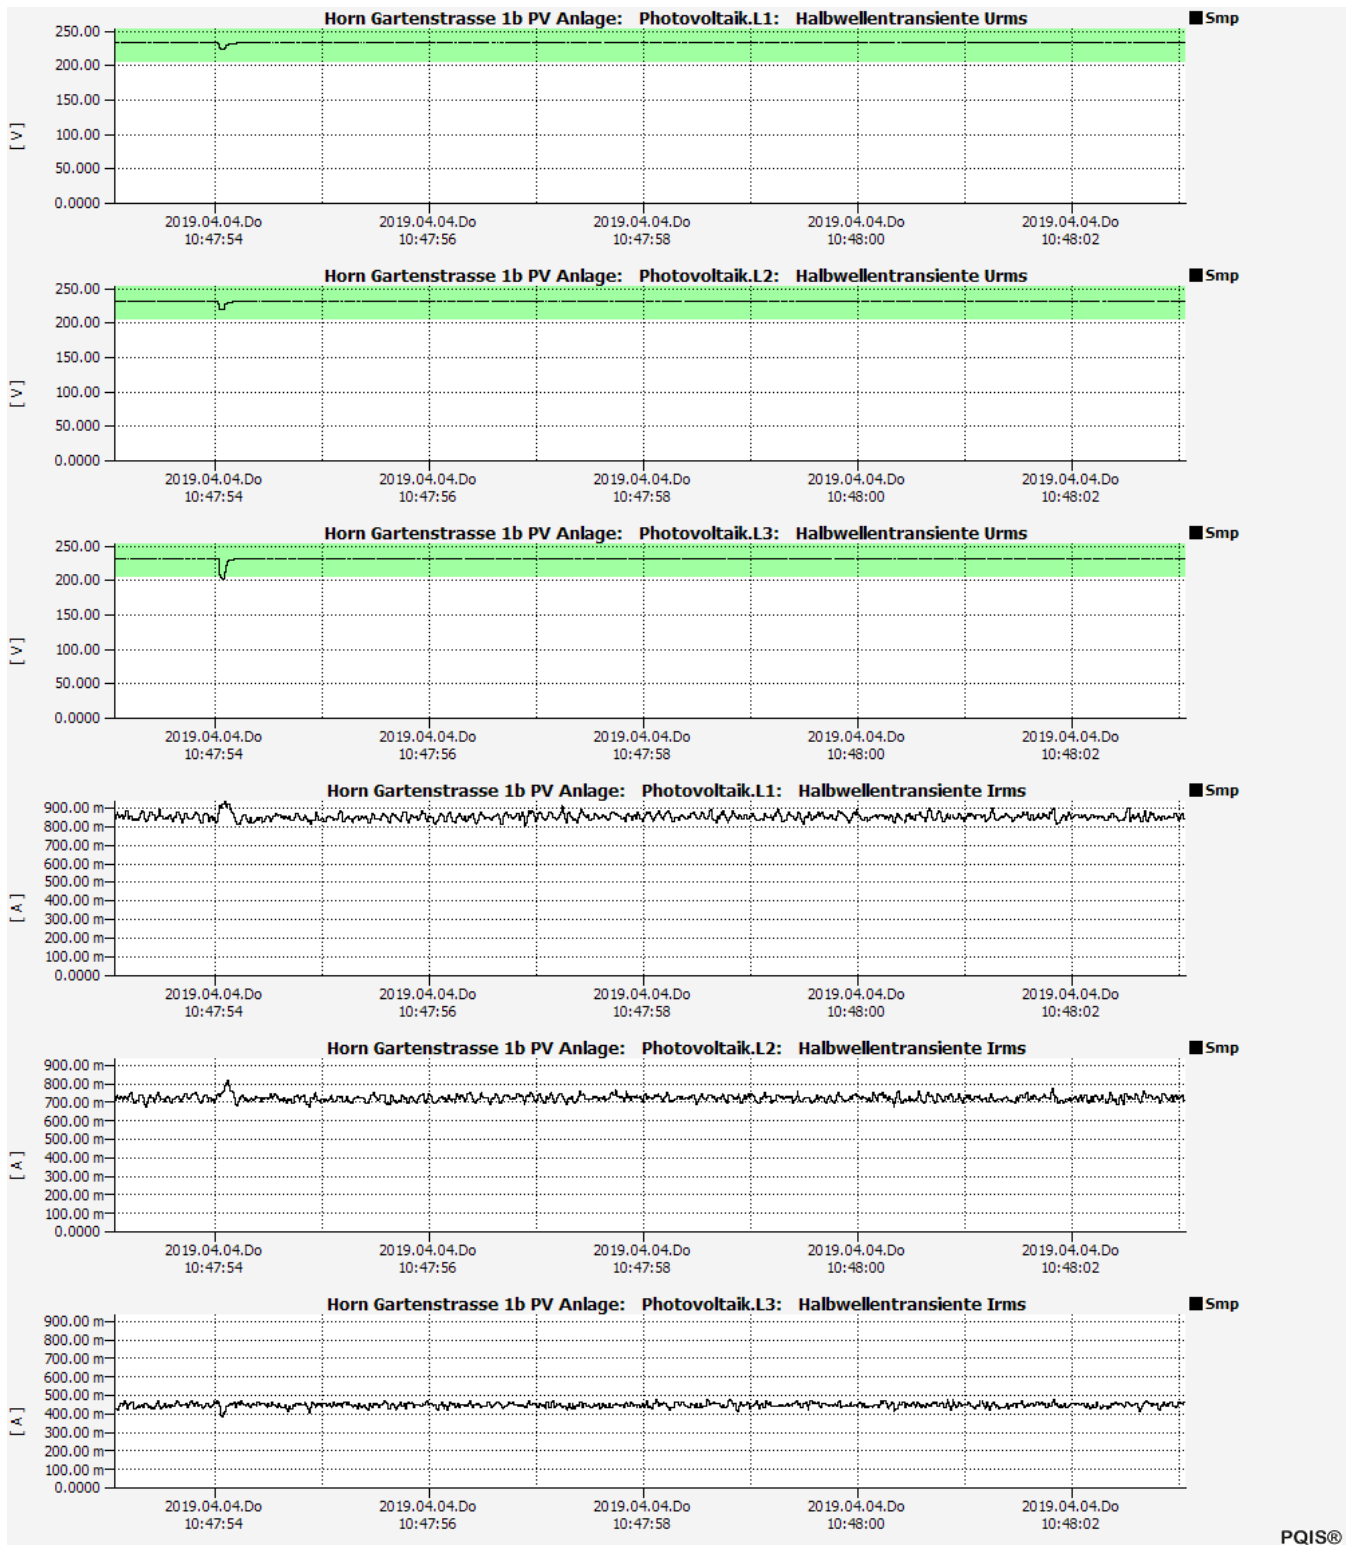 Horn Gartenstrasse 1b PV Anlage: Photovoltaik.L1: Halbwellentransiente Urms
Smp
250.00
200.00
150.00
100.00
50.000
0.0000
[ V ]
2019.04.04.Do 2019.04.04.Do 2019.04.04.Do 2019.04.04.Do 2019.04.04.Do
10:47:54 10:47:56 10:47:58 10:48:00 10:48:02
Horn Gartenstrasse 1b PV Anlage: Photovoltaik.L2: Halbwellentransiente Urms
Smp
250.00
200.00
150.00
100.00
50.000
0.0000
[ V ]
2019.04.04.Do 2019.04.04.Do 2019.04.04.Do 2019.04.04.Do 2019.04.04.Do
10:47:54 10:47:56 10:47:58 10:48:00 10:48:02
Horn Gartenstrasse 1b PV Anlage: Photovoltaik.L3: Halbwellentransiente Urms
Smp
250.00
200.00
150.00
100.00
50.000
0.0000
[ V ]
2019.04.04.Do 2019.04.04.Do 2019.04.04.Do 2019.04.04.Do 2019.04.04.Do
10:47:54 10:47:56 10:47:58 10:48:00 10:48:02
Horn Gartenstrasse 1b PV Anlage: Photovoltaik.L1: Halbwellentransiente Irms
Smp
900.00 m
800.00 m
700.00 m
600.00 m
500.00 m
400.00 m
300.00 m
200.00 m
100.00 m
0.0000
[ A ]
2019.04.04.Do 2019.04.04.Do 2019.04.04.Do 2019.04.04.Do 2019.04.04.Do
10:47:54 10:47:56 10:47:58 10:48:00 10:48:02
Horn Gartenstrasse 1b PV Anlage: Photovoltaik.L2: Halbwellentransiente Irms
Smp
900.00 m
800.00 m
700.00 m
600.00 m
500.00 m
400.00 m
300.00 m
200.00 m
100.00 m
0.0000
[ A ]
2019.04.04.Do 2019.04.04.Do 2019.04.04.Do 2019.04.04.Do 2019.04.04.Do
10:47:54 10:47:56 10:47:58 10:48:00 10:48:02
Horn Gartenstrasse 1b PV Anlage: Photovoltaik.L3: Halbwellentransiente Irms
Smp
900.00 m
800.00 m
700.00 m
600.00 m
500.00 m
400.00 m
300.00 m
200.00 m
100.00 m
0.0000
[ A ]
2019.04.04.Do 2019.04.04.Do 2019.04.04.Do 2019.04.04.Do 2019.04.04.Do
10:47:54 10:47:56 10:47:58 10:48:00 10:48:02
PQIS®